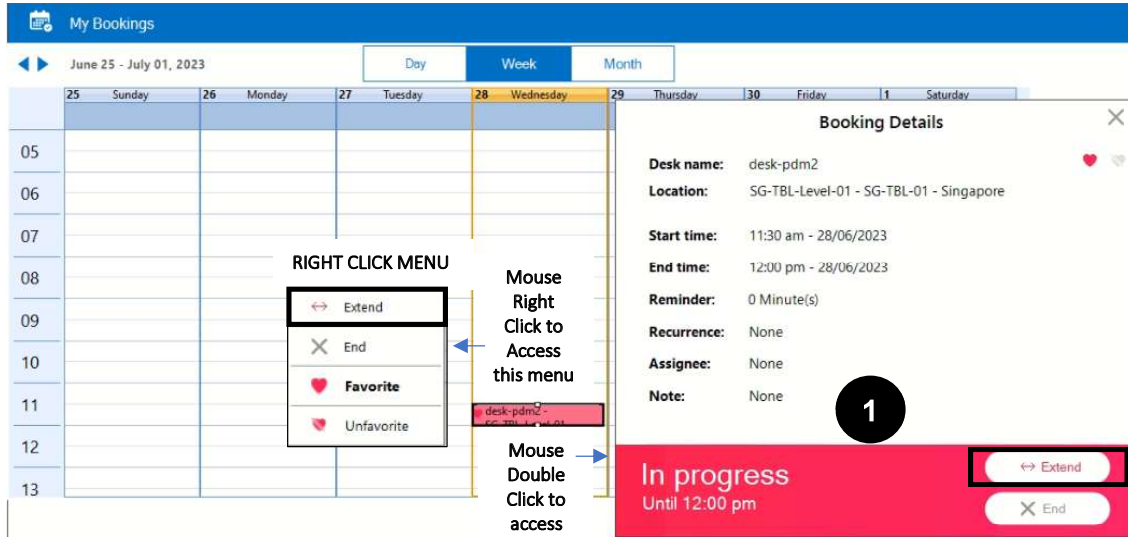 My Bookings
June 25 - July 01, 2023
Day Week Month
25 Sunday 26 Monday 27 Tuesday 28 Wednesday 29 Thursday 30 Friday 1 Saturday
05
06
07
08
09
10
11
12
13
RIGHT CLICK MENU
Extend
End
Favorite
Unfavorite
Mouse
Right
Click to
Access
this menu
desk-pdm2 -
SG-TBL-Level-01
Mouse
Double
Click to
access
Booking Details
Desk name: desk-pdm2
Location: SG-TBL-Level-01 - SG-TBL-01 - Singapore
Start time: 11:30 am - 28/06/2023
End time: 12:00 pm - 28/06/2023
Reminder: 0 Minute(s)
Recurrence: None
Assignee: None
Note: None
1
In progress
Until 12:00 pm
Extend
End